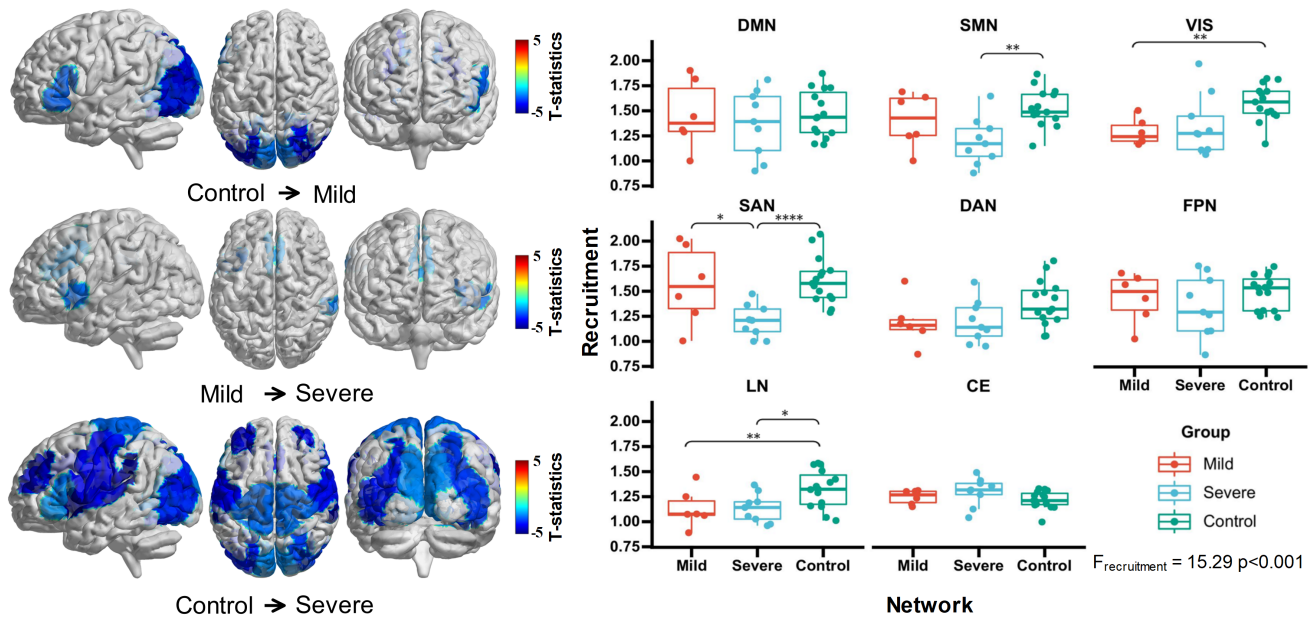 5
-5
T-statistics
Control → Mild
5
-5
T-statistics
Mild → Severe
5
-5
T-statistics
Control → Severe
Recruitment
DMN
SMN
VIS
2.00
1.75
1.50
1.25
1.00
0.75
**
**
SAN
DAN
FPN
2.00
1.75
1.50
1.25
1.00
0.75
*
****
Mild
Severe
Control
LN
CE
2.00
1.75
1.50
1.25
1.00
0.75
*
**
Mild
Severe
Control
Mild
Severe
Control
Network
Group
Mild
Severe
Control
Frecruitment = 15.29 p<0.001